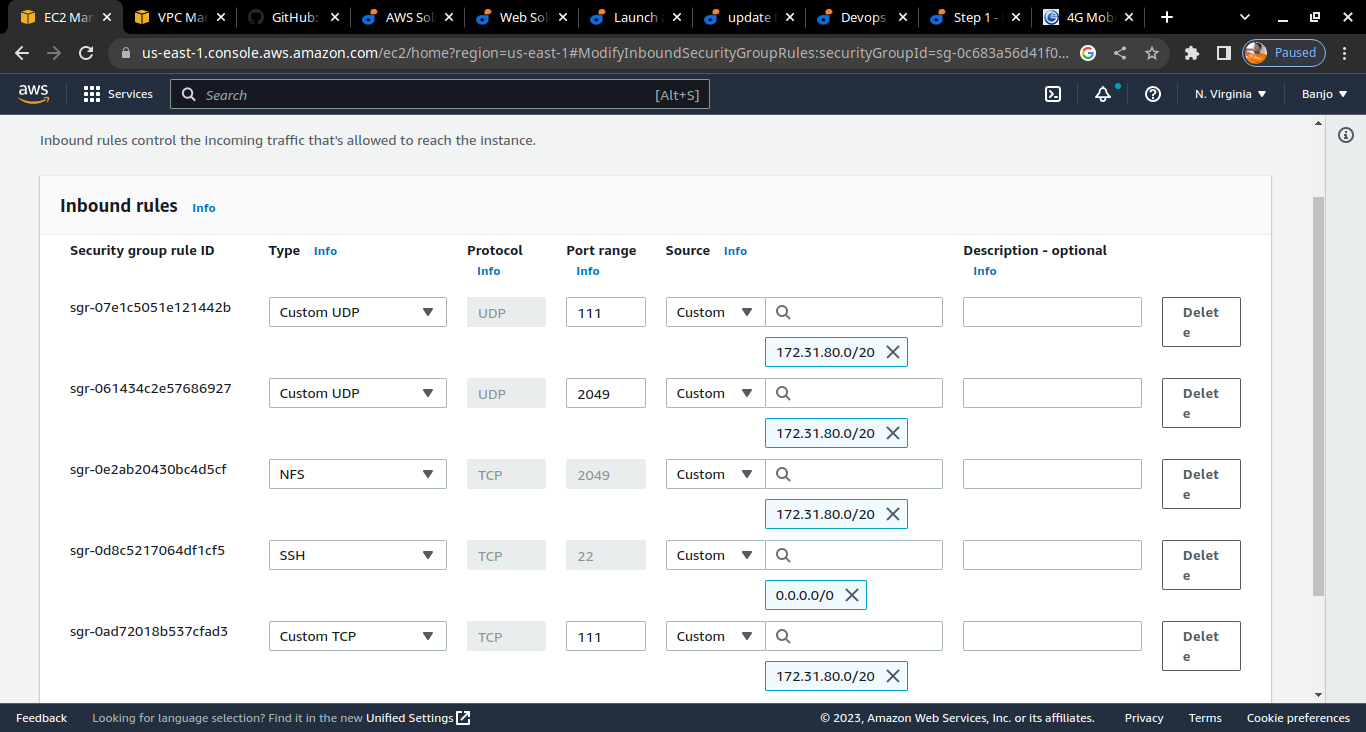 EC2 Mar
VPC Mar
GitHub:
AWS Sol
Web Sol
Launch a
update t
Devops
Step 1 -
4G Mobi
us-east-1.console.aws.amazon.com/ec2/home?region=us-east-1#ModifyInboundSecurityGroupRules:securityGroupId=sg-0c683a56d41f0...
Paused
aws
Services
Search
[Alt+S]
N. Virginia
Banjo
Inbound rules control the incoming traffic that's allowed to reach the instance.
Inbound rules Info
Security group rule ID
Type Info
Protocol Info
Port range Info
Source Info
Description - optional Info
sgr-07e1c5051e121442b
Custom UDP
UDP
111
Custom
172.31.80.0/20
Delete
sgr-061434c2e57686927
Custom UDP
UDP
2049
Custom
172.31.80.0/20
Delete
sgr-0e2ab20430bc4d5cf
NFS
TCP
2049
Custom
172.31.80.0/20
Delete
sgr-0d8c5217064df1cf5
SSH
TCP
22
Custom
0.0.0.0/0
Delete
sgr-0ad72018b537cfad3
Custom TCP
TCP
111
Custom
172.31.80.0/20
Delete
Feedback
Looking for language selection? Find it in the new Unified Settings
© 2023, Amazon Web Services, Inc. or its affiliates.
Privacy
Terms
Cookie preferences